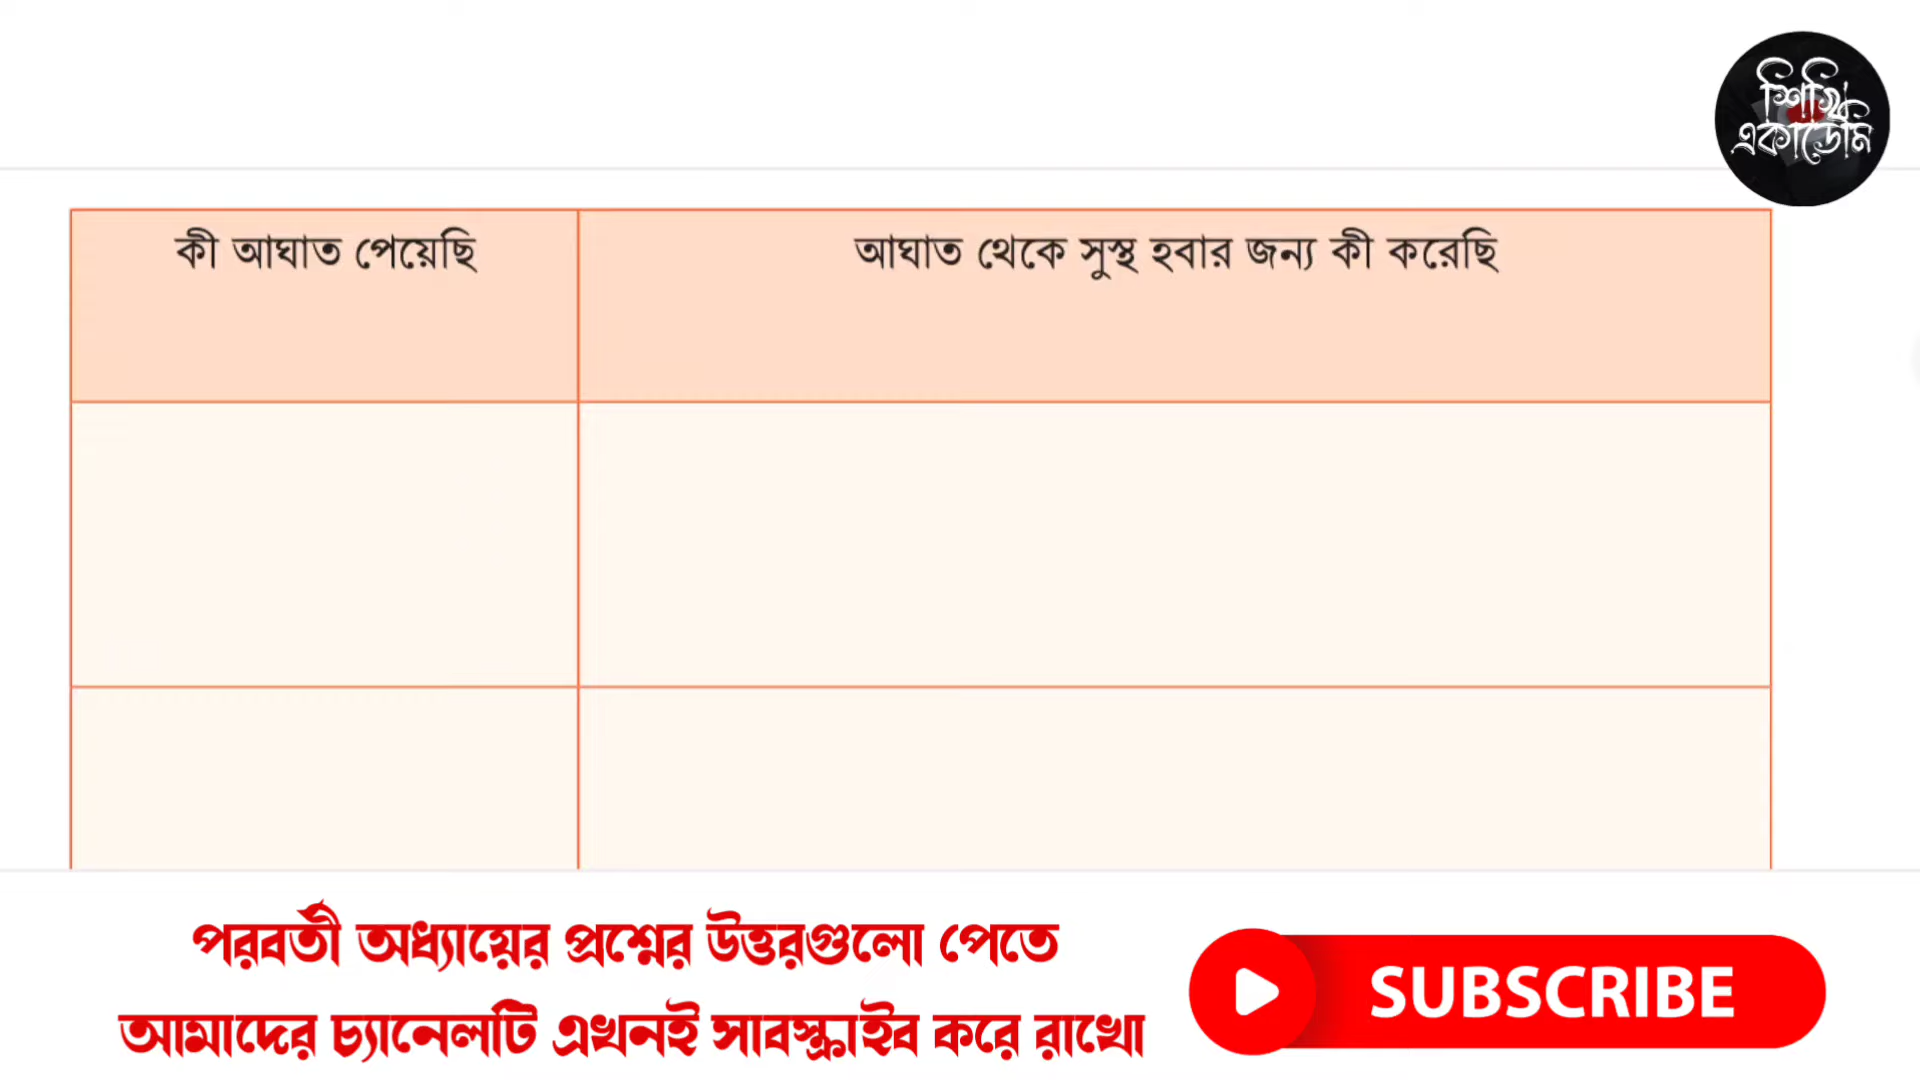 শিখি
একাডেমি
কী আঘাত পেয়েছি
আঘাত থেকে সুস্থ হবার জন্য কী করেছি
পরবর্তী অধ্যায়ের প্রশ্নের উত্তরগুলো পেতে
আমাদের চ্যানেলটি এখনই সাবস্ক্রাইব করে রাখো
SUBSCRIBE